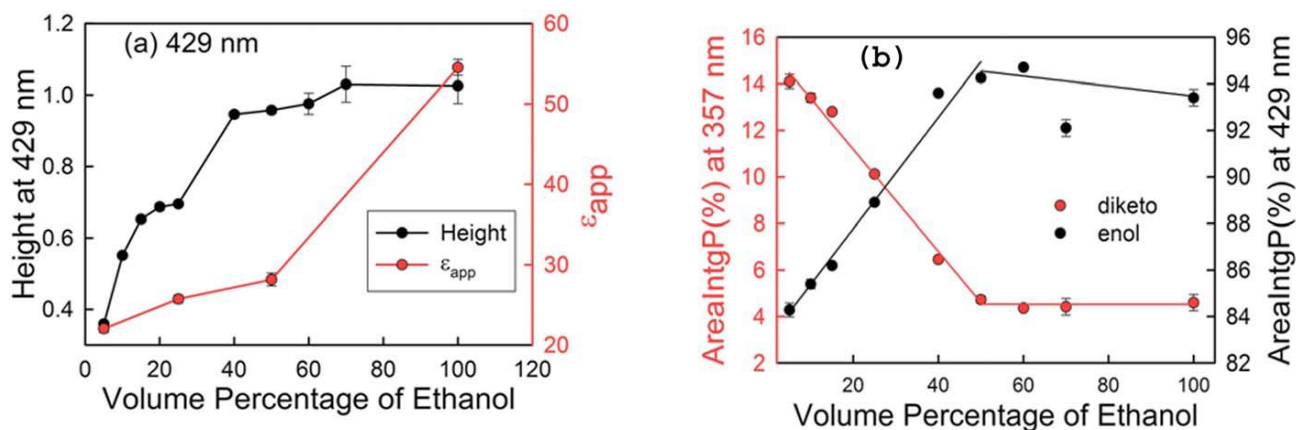 (a) 429 nm
Height at 429 nm
1.2
1.0
0.8
0.6
0.4
60
50
40
30
20
εapp
Height
εapp
0 20 40 60 80 100 120
Volume Percentage of Ethanol
(b)
AreaIntgP(%) at 357 nm
16
14
12
10
8
6
4
2
96
94
92
90
88
86
84
82
AreaIntgP(%) at 429 nm
diketo
enol
20 40 60 80 100
Volume Percentage of Ethanol